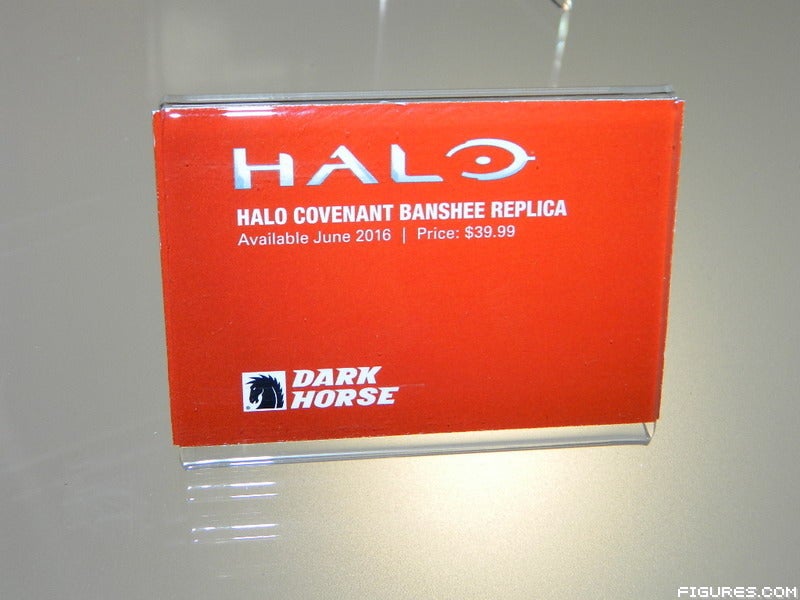 HALO
HALO COVENANT BANSHEE REPLICA
Available June 2016 | Price: $39.99
DARK
HORSE
FIGURES.COM